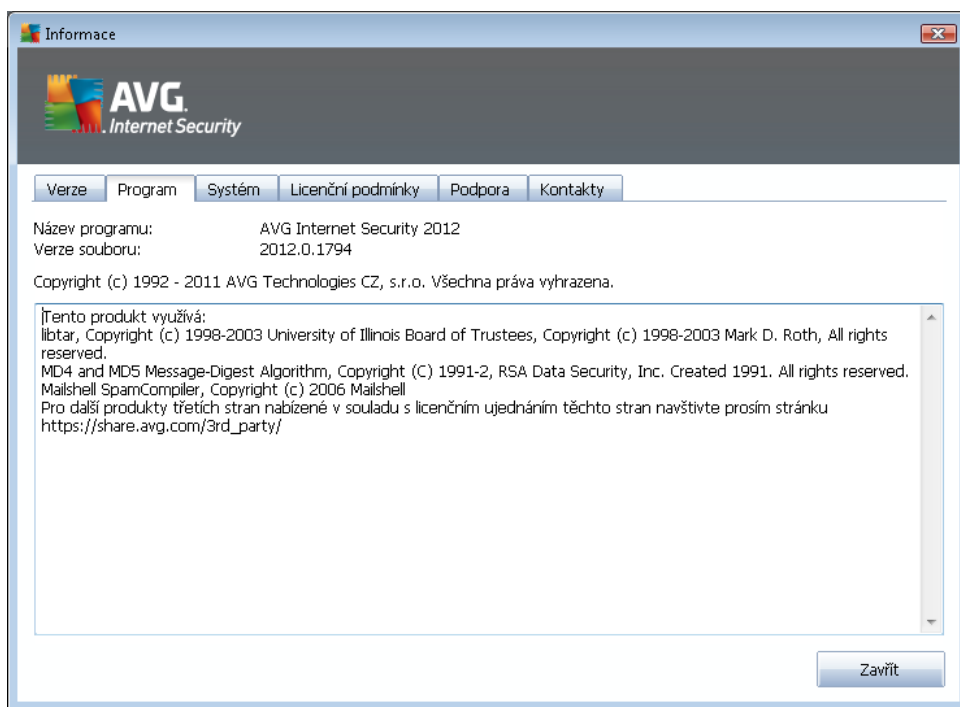 Informace
AVG.
Internet Security
Verze Program Systém Licenční podmínky Podpora Kontakty
Název programu: AVG Internet Security 2012
Verze souboru: 2012.0.1794
Copyright (c) 1992 - 2011 AVG Technologies CZ, s.r.o. Všechna práva vyhrazena.
Tento produkt využívá:
libtar, Copyright (c) 1998-2003 University of Illinois Board of Trustees, Copyright (c) 1998-2003 Mark D. Roth, All rights
reserved.
MD4 and MD5 Message-Digest Algorithm, Copyright (C) 1991-2, RSA Data Security, Inc. Created 1991. All rights reserved.
Mailshell SpamCompiler, Copyright (c) 2006 Mailshell
Pro další produkty třetích stran nabízené v souladu s licenčním ujednáním těchto stran navštivte prosím stránku
https://share.avg.com/3rd_party/
Zavřít